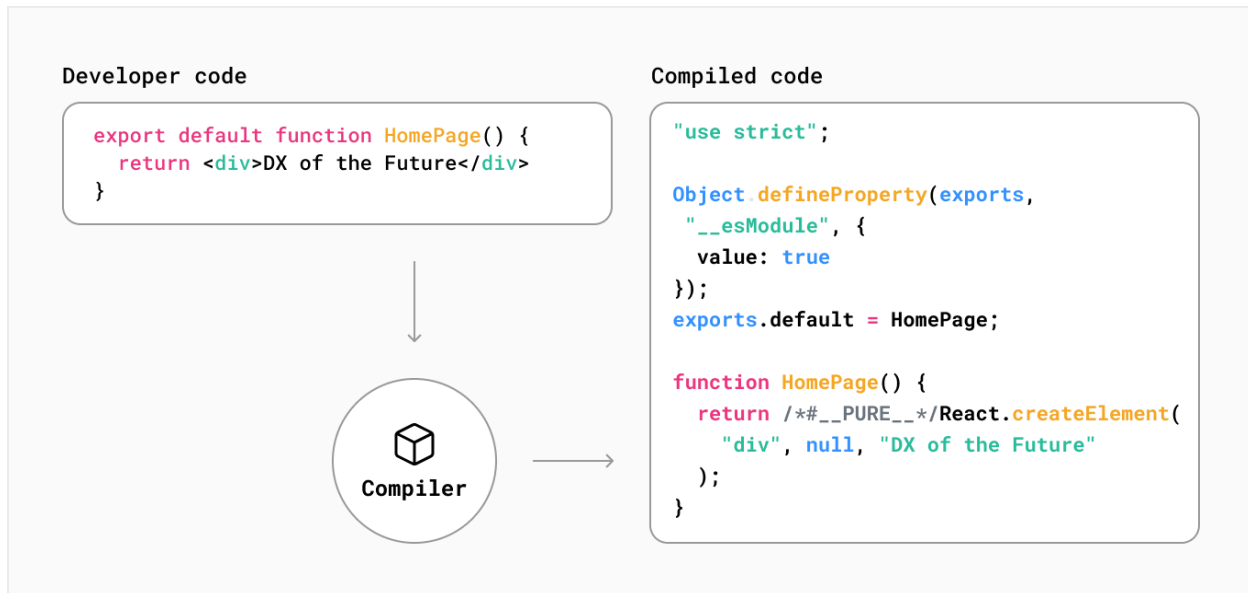 Developer code
export default function HomePage() {
  return <div>DX of the Future</div>
}
Compiler
Compiled code
"use strict";
Object.defineProperty(exports,
 "__esModule", {
  value: true
});
exports.default = HomePage;
function HomePage() {
  return /*#__PURE__*/React.createElement(
    "div", null, "DX of the Future"
  );
}